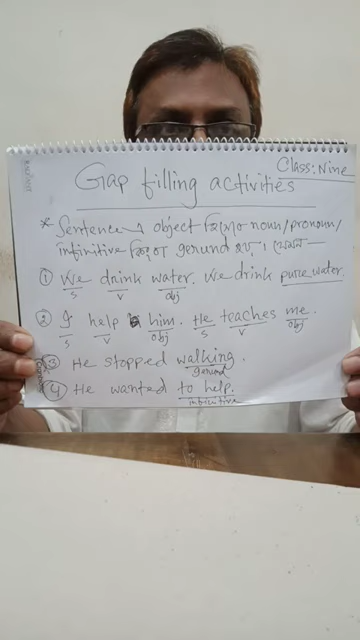 Class: Nine
Gap filling activities
* Sentence এ object হিসেবে noun/pronoun/
infinitive কিংবা gerund হয়। যেমন—
① We drink water. We drink pure water.
S V obj
② I help him. He teaches me.
S V obj S V obj
③ He stopped walking.
gerund
④ He wanted to help.
infinitive